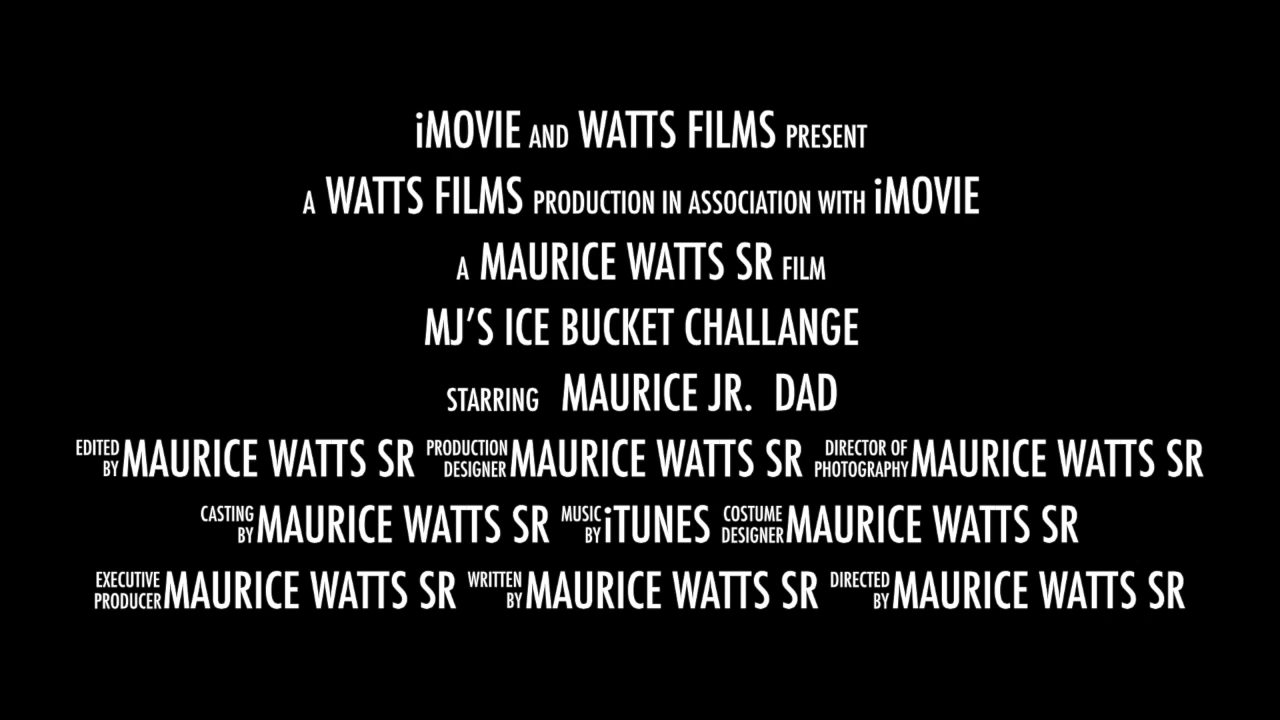 iMOVIE AND WATTS FILMS PRESENT
A WATTS FILMS PRODUCTION IN ASSOCIATION WITH iMOVIE
A MAURICE WATTS SR FILM
MJ'S ICE BUCKET CHALLANGE
STARRING MAURICE JR. DAD
EDITED BY MAURICE WATTS SR PRODUCTION DESIGNER MAURICE WATTS SR DIRECTOR OF PHOTOGRAPHY MAURICE WATTS SR
CASTING BY MAURICE WATTS SR MUSIC BY iTUNES COSTUME DESIGNER MAURICE WATTS SR
EXECUTIVE PRODUCER MAURICE WATTS SR WRITTEN BY MAURICE WATTS SR DIRECTED BY MAURICE WATTS SR